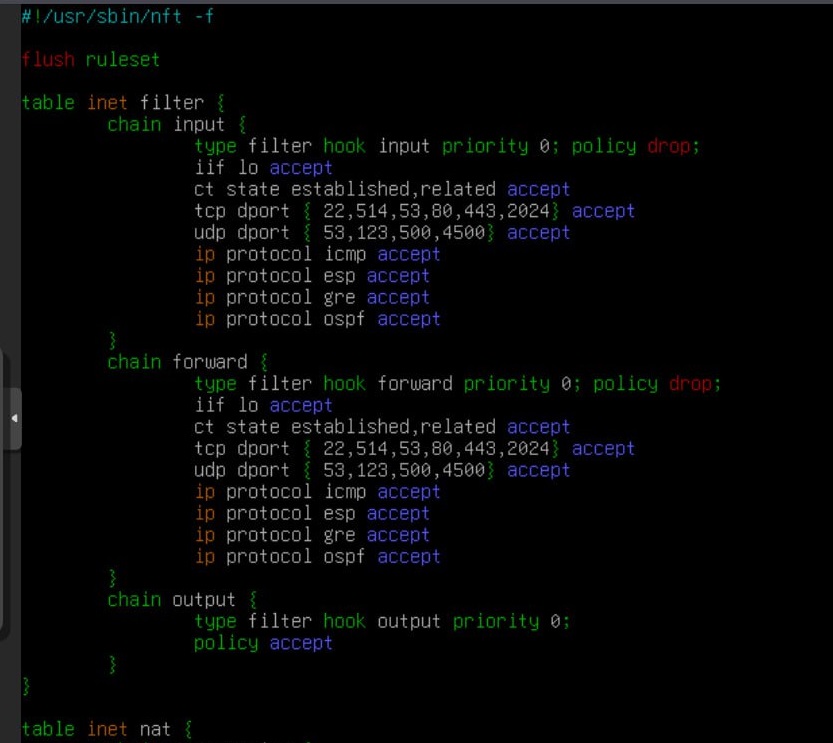 #!/usr/sbin/nft -f
flush ruleset
table inet filter {
chain input {
type filter hook input priority 0; policy drop;
iif lo accept
ct state established,related accept
tcp dport { 22,514,53,80,443,2024} accept
udp dport { 53,123,500,4500} accept
ip protocol icmp accept
ip protocol esp accept
ip protocol gre accept
ip protocol ospf accept
}
chain forward {
type filter hook forward priority 0; policy drop;
iif lo accept
ct state established,related accept
tcp dport { 22,514,53,80,443,2024} accept
udp dport { 53,123,500,4500} accept
ip protocol icmp accept
ip protocol esp accept
ip protocol gre accept
ip protocol ospf accept
}
chain output {
type filter hook output priority 0;
policy accept
}
}
table inet nat {